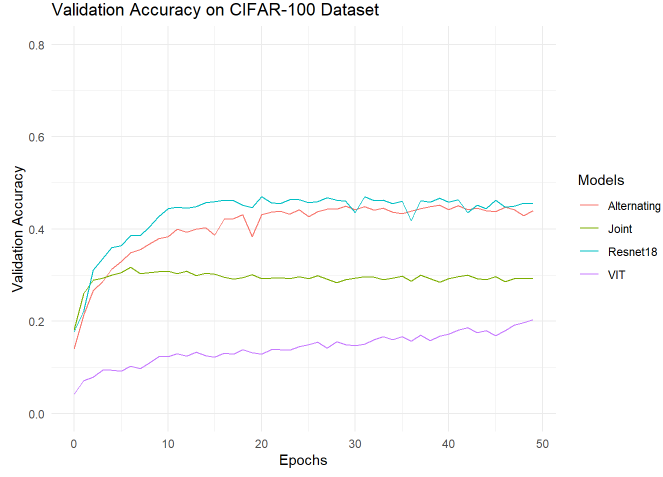 Validation Accuracy on CIFAR-100 Dataset
Validation Accuracy
0.8
0.6
0.4
0.2
0.0
0 10 20 30 40 50
Epochs
Models
Alternating
Joint
Resnet18
VIT